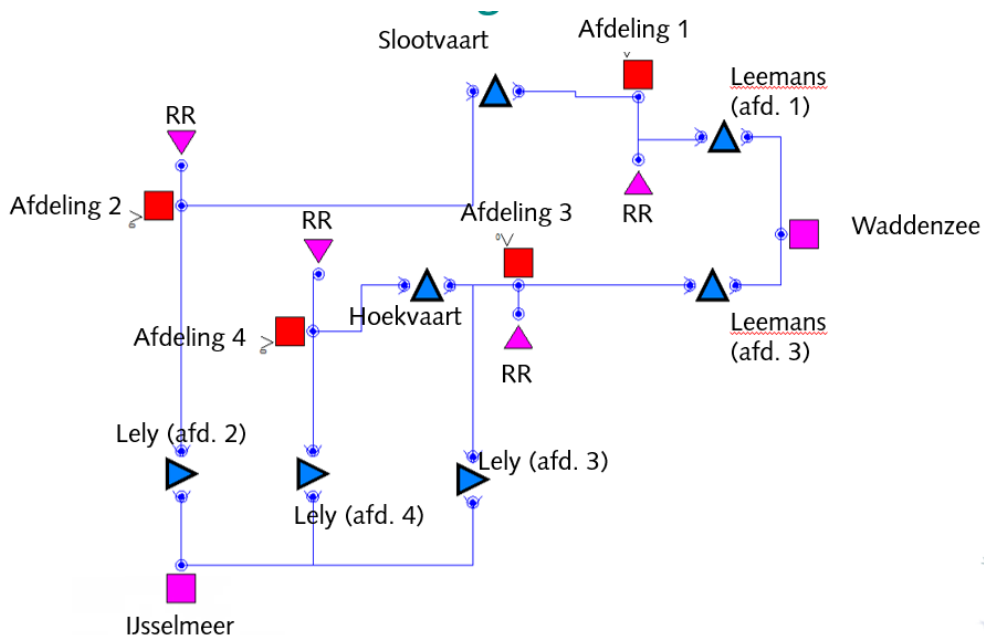 Slootvaart
Afdeling 1
Leemans
(afd. 1)
RR
Afdeling 2
RR
Afdeling 3
RR
Waddenzee
Hoekvaart
Afdeling 4
Leemans
(afd. 3)
RR
Lely (afd. 2)
Lely (afd. 3)
Lely (afd. 4)
IJsselmeer